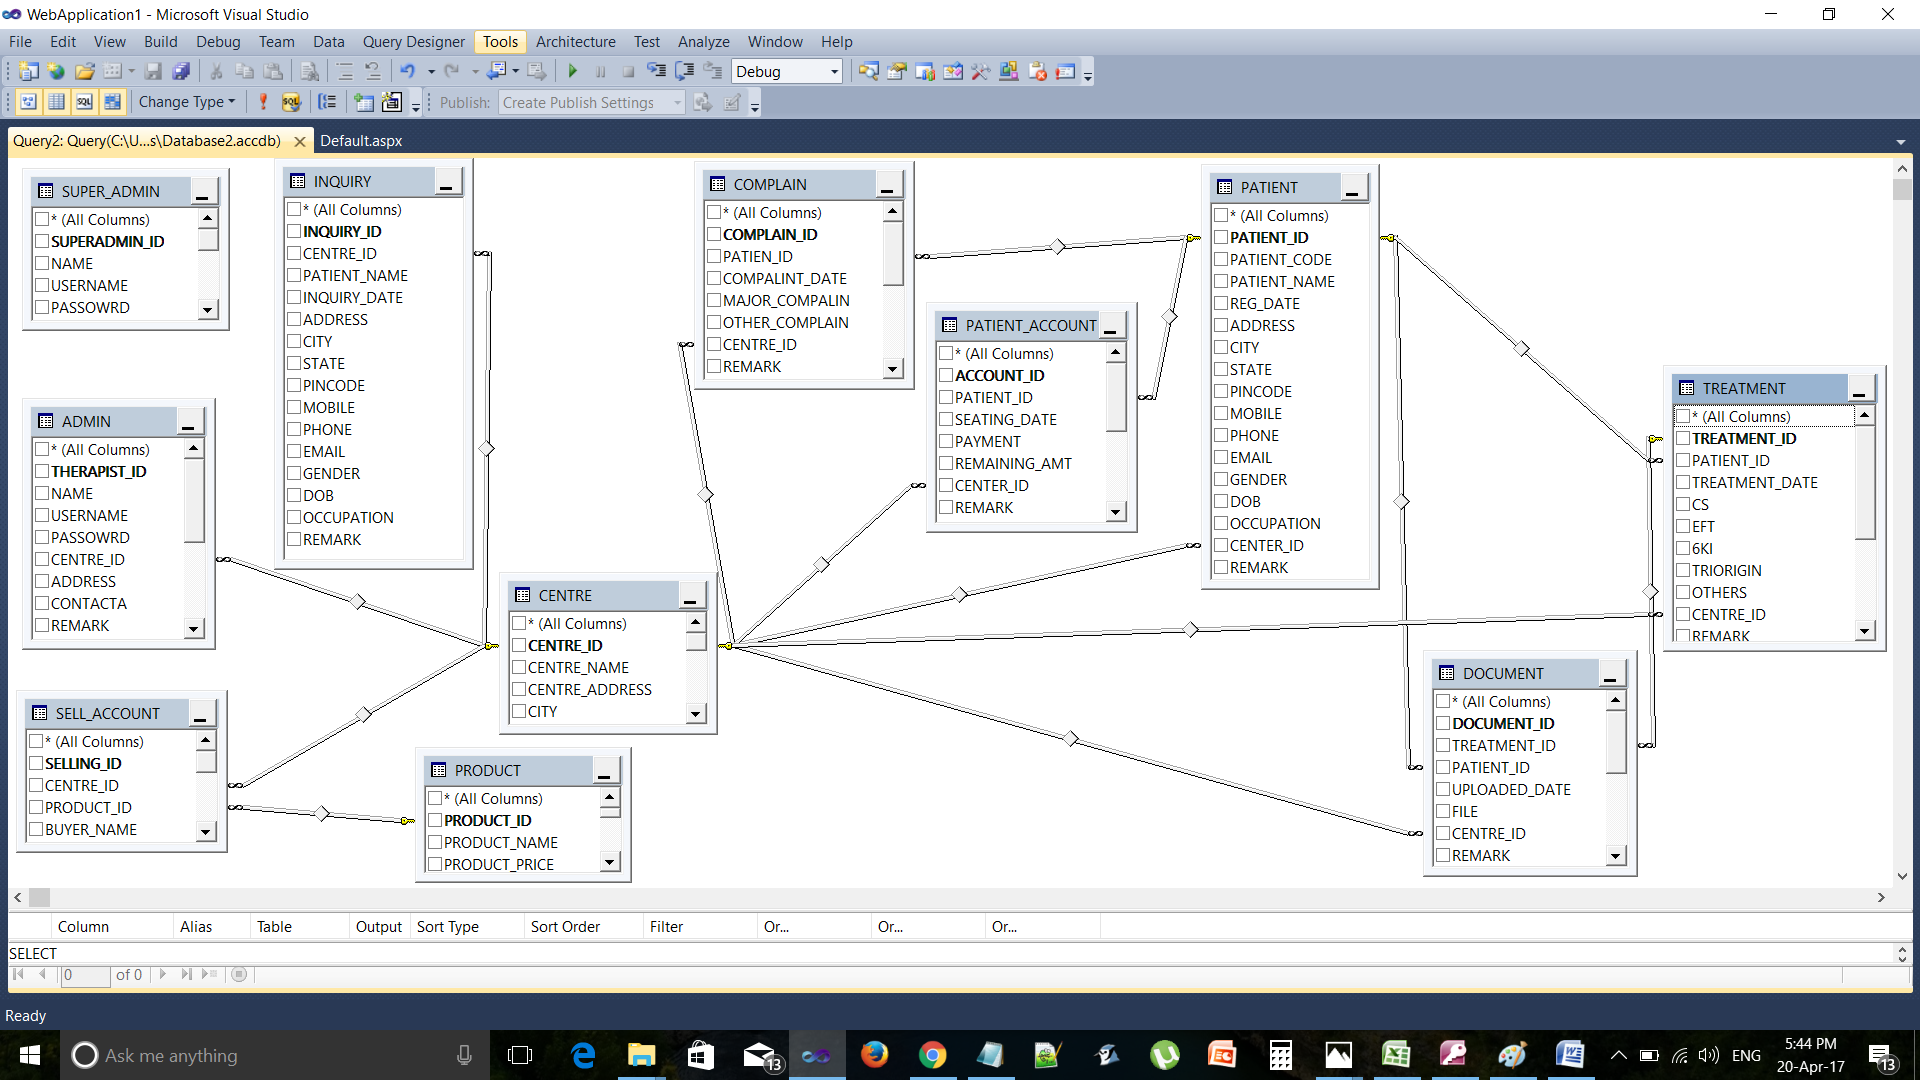 WebApplication1 - Microsoft Visual Studio
File Edit View Build Debug Team Data Query Designer Tools Architecture Test Analyze Window Help
Debug
SQL Change Type SQL Publish: Create Publish Settings
Query2: Query(C:\U...s\Database2.accdb) Default.aspx
SUPER_ADMIN
* (All Columns)
SUPERADMIN_ID
NAME
USERNAME
PASSOWRD
INQUIRY
* (All Columns)
INQUIRY_ID
CENTRE_ID
PATIENT_NAME
INQUIRY_DATE
ADDRESS
CITY
STATE
PINCODE
MOBILE
PHONE
EMAIL
GENDER
DOB
OCCUPATION
REMARK
COMPLAIN
* (All Columns)
COMPLAIN_ID
PATIEN_ID
COMPALINT_DATE
MAJOR_COMPALIN
OTHER_COMPLAIN
CENTRE_ID
REMARK
PATIENT_ACCOUNT
* (All Columns)
ACCOUNT_ID
PATIENT_ID
SEATING_DATE
PAYMENT
REMAINING_AMT
CENTER_ID
REMARK
PATIENT
* (All Columns)
PATIENT_ID
PATIENT_CODE
PATIENT_NAME
REG_DATE
ADDRESS
CITY
STATE
PINCODE
MOBILE
PHONE
EMAIL
GENDER
DOB
OCCUPATION
CENTER_ID
REMARK
TREATMENT
* (All Columns)
TREATMENT_ID
PATIENT_ID
TREATMENT_DATE
CS
EFT
6KI
TRIORIGIN
OTHERS
CENTRE_ID
REMARK
ADMIN
* (All Columns)
THERAPIST_ID
NAME
USERNAME
PASSOWRD
CENTRE_ID
ADDRESS
CONTACTA
REMARK
CENTRE
* (All Columns)
CENTRE_ID
CENTRE_NAME
CENTRE_ADDRESS
CITY
SELL_ACCOUNT
* (All Columns)
SELLING_ID
CENTRE_ID
PRODUCT_ID
BUYER_NAME
PRODUCT
* (All Columns)
PRODUCT_ID
PRODUCT_NAME
PRODUCT_PRICE
DOCUMENT
* (All Columns)
DOCUMENT_ID
TREATMENT_ID
PATIENT_ID
UPLOADED_DATE
FILE
CENTRE_ID
REMARK
Column Alias Table Output Sort Type Sort Order Filter Or... Or... Or...
SELECT
0 of 0
Ready
Ask me anything
13
ENG
5:44 PM
20-Apr-17
13